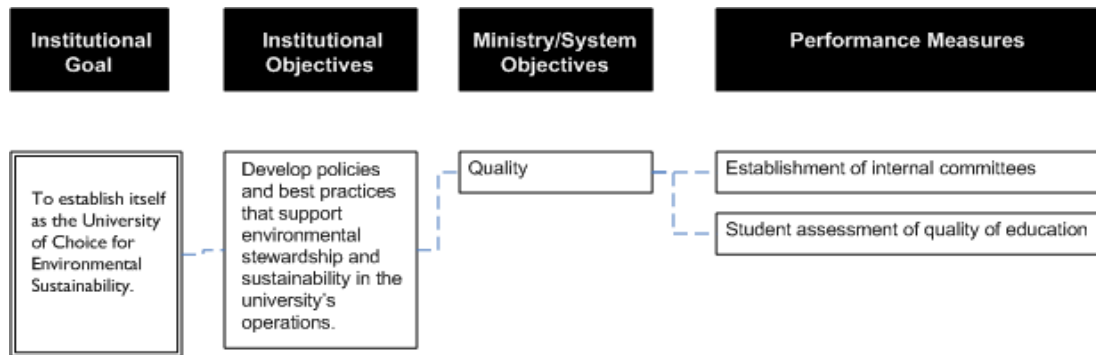 Institutional
Goal
Institutional
Objectives
Ministry/System
Objectives
Performance Measures
To establish itself
as the University
of Choice for
Environmental
Sustainability.
Develop policies
and best practices
that support
environmental
stewardship and
sustainability in the
university's
operations.
Quality
Establishment of internal committees
Student assessment of quality of education